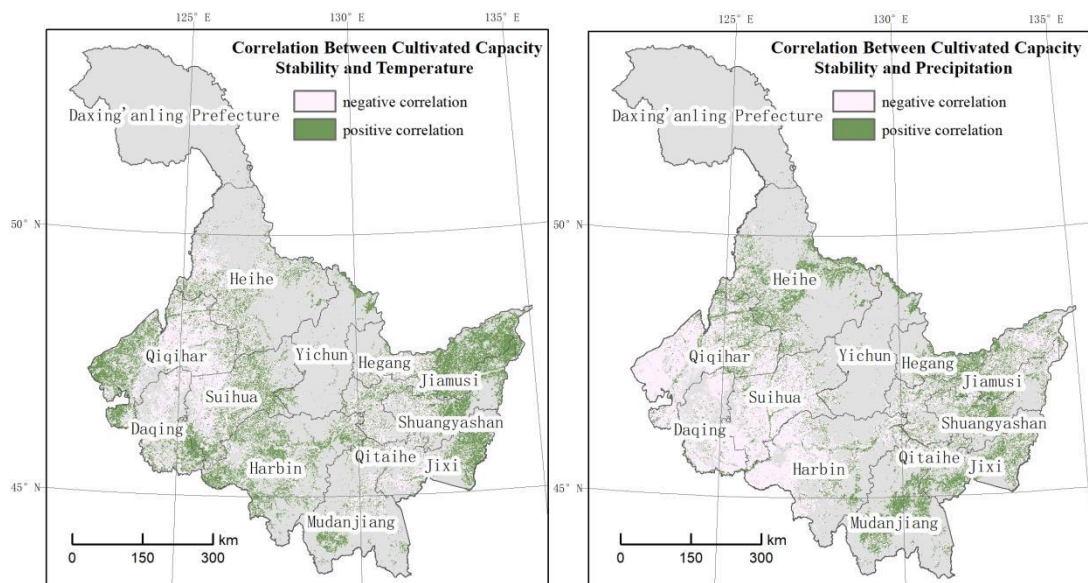 125° E
130° E
135° E
Correlation Between Cultivated Capacity
Stability and Temperature
negative correlation
positive correlation
Daxing'anling Prefecture
50° N
Heihe
Qiqihar
Yichun
Hegang
Jiamusi
Suihua
Shuangyashan
Daqing
Qitaihe
Harbin
Jixi
45° N
Mudanjiang
0 150 300 km
125° E
130° E
135° E
Correlation Between Cultivated Capacity
Stability and Precipitation
negative correlation
positive correlation
Daxing'anling Prefecture
50° N
Heihe
Qiqihar
Yichun
Hegang
Jiamusi
Suihua
Shuangyashan
Daqing
Qitaihe
Harbin
Jixi
45° N
Mudanjiang
0 150 300 km